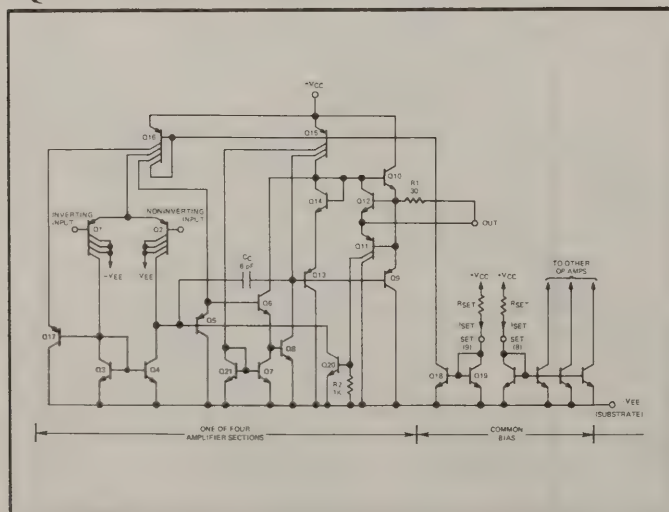 +VCC
Q16
Q15
Q10
R1
30
Q14
Q12
OUT
INVERTING
INPUT
NONINVERTING
INPUT
Q1
Q2
Q11
-VEE
VEE
CC
8 pF
Q13
Q9
Q6
Q5
Q17
Q3
Q4
Q21
Q7
Q8
Q20
R2
1K
+VCC
+VCC
TO OTHER
OP AMPS
RSET
RSET
ISET
ISET
SET
(9)
SET
(8)
Q18
Q19
VEE
(SUBSTRATE)
ONE OF FOUR
AMPLIFIER SECTIONS
COMMON
BIAS